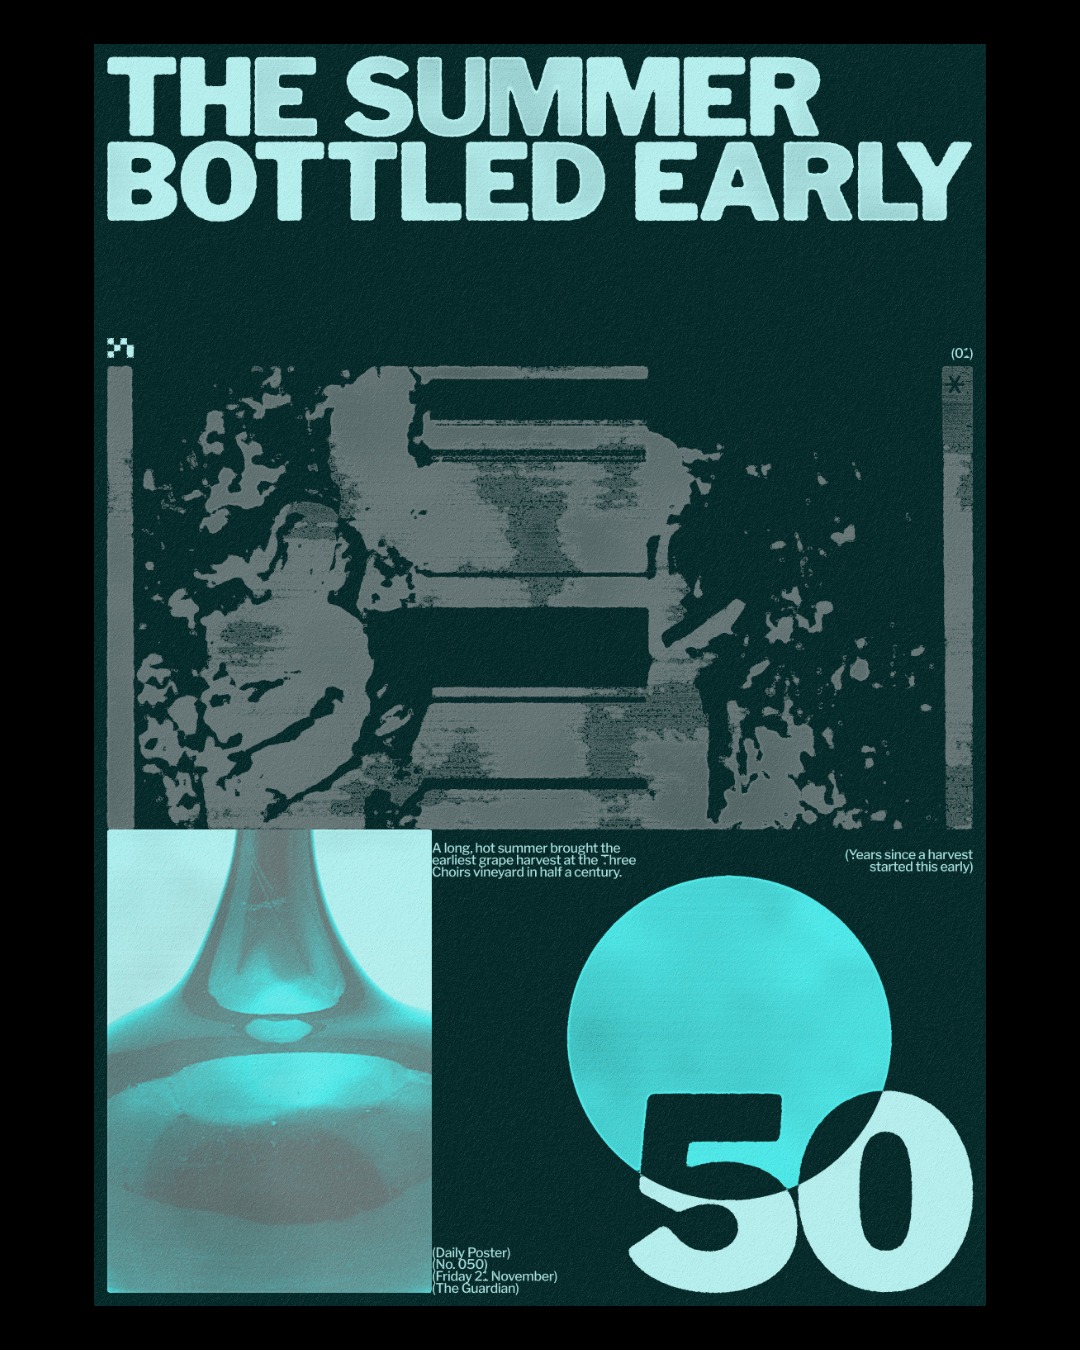 THE SUMMER
BOTTLED EARLY
(01)
A long, hot summer brought the
earliest grape harvest at the Three
Choirs vineyard in half a century.
(Years since a harvest
started this early)
50
(Daily Poster)
(No. 050)
(Friday 21 November)
(The Guardian)